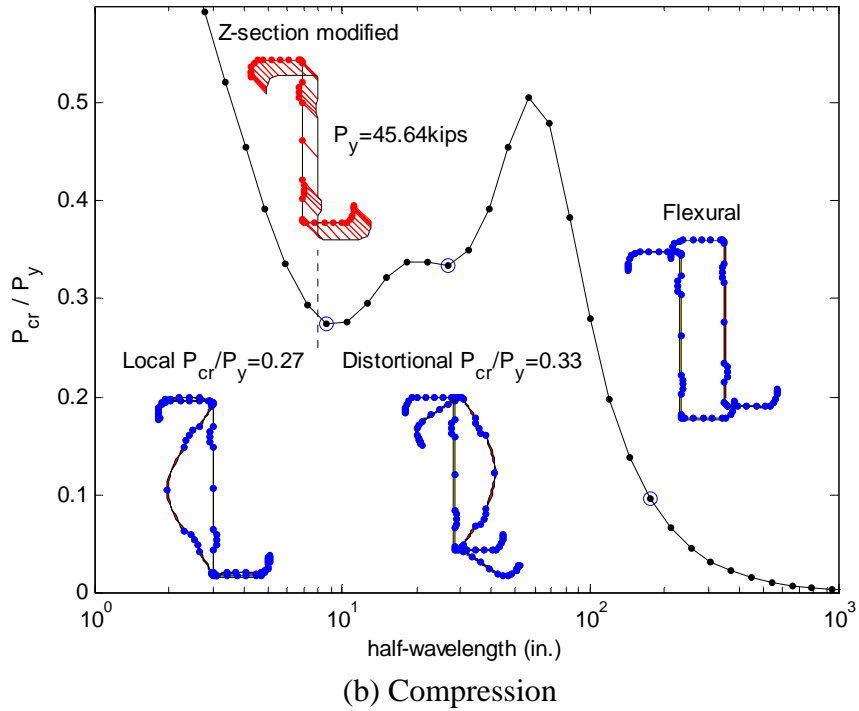 Z-section modified
P_y=45.64kips
Flexural
Local P_cr/P_y=0.27
Distortional P_cr/P_y=0.33
P_cr / P_y
0.5
0.4
0.3
0.2
0.1
0
10^0 10^1 10^2 10^3
half-wavelength (in.)
(b) Compression